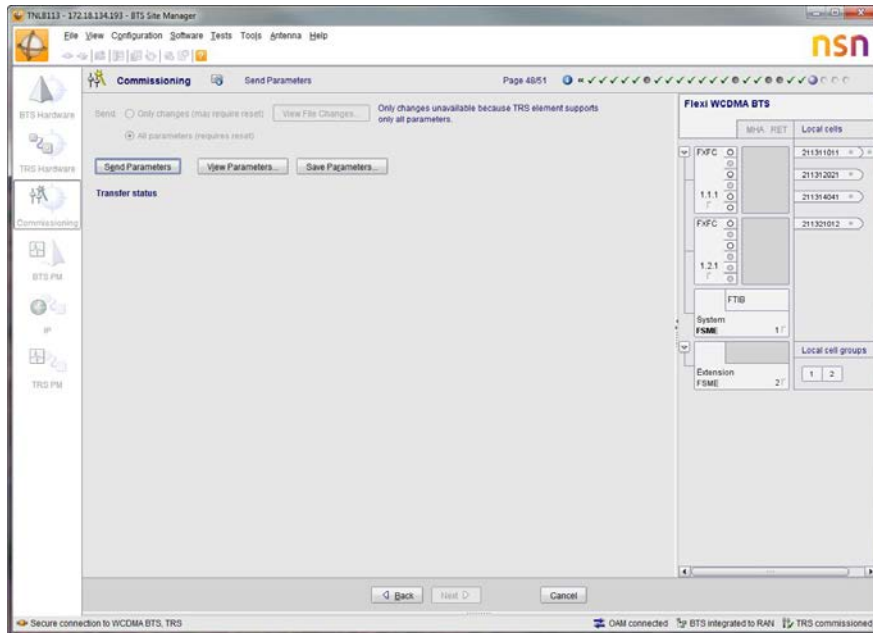 TNLB113 - 172.18.134.193 - BTS Site Manager
File View Configuration Software Tests Tools Antenna Help
nsn
Commissioning Send Parameters Page 48/51
BTS Hardware
TRS Hardware
Commissioning
BTS PM
IP
TRS PM
Send: Only changes (may require reset) View File Changes... Only changes unavailable because TRS element supports
only all parameters.
All parameters (requires reset)
Send Parameters View Parameters... Save Parameters...
Transfer status
Flexi WCDMA BTS
MHA RET Local cells
FXFC 211311011
211312021
1.1.1 211314041
FXFC 211321012
1.2.1
FTIB
System
FSME 1
Local cell groups
Extension 1 2
FSME 2
Back Next Cancel
Secure connection to WCDMA BTS, TRS OAM connected BTS integrated to RAN TRS commissioned